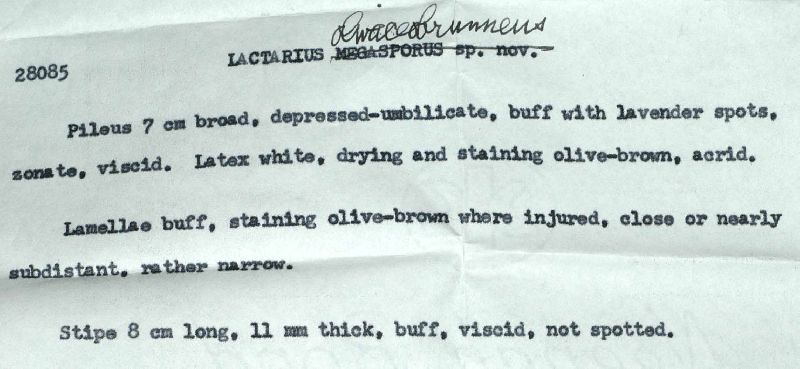 olivaceobrunneus
LACTARIUS MEGASPORUS sp. nov.
28085
Pileus 7 cm broad, depressed-umbilicate, buff with lavender spots,
zonate, viscid. Latex white, drying and staining olive-brown, acrid.
Lamellae buff, staining olive-brown where injured, close or nearly
subdistant, rather narrow.
Stipe 8 cm long, 11 mm thick, buff, viscid, not spotted.